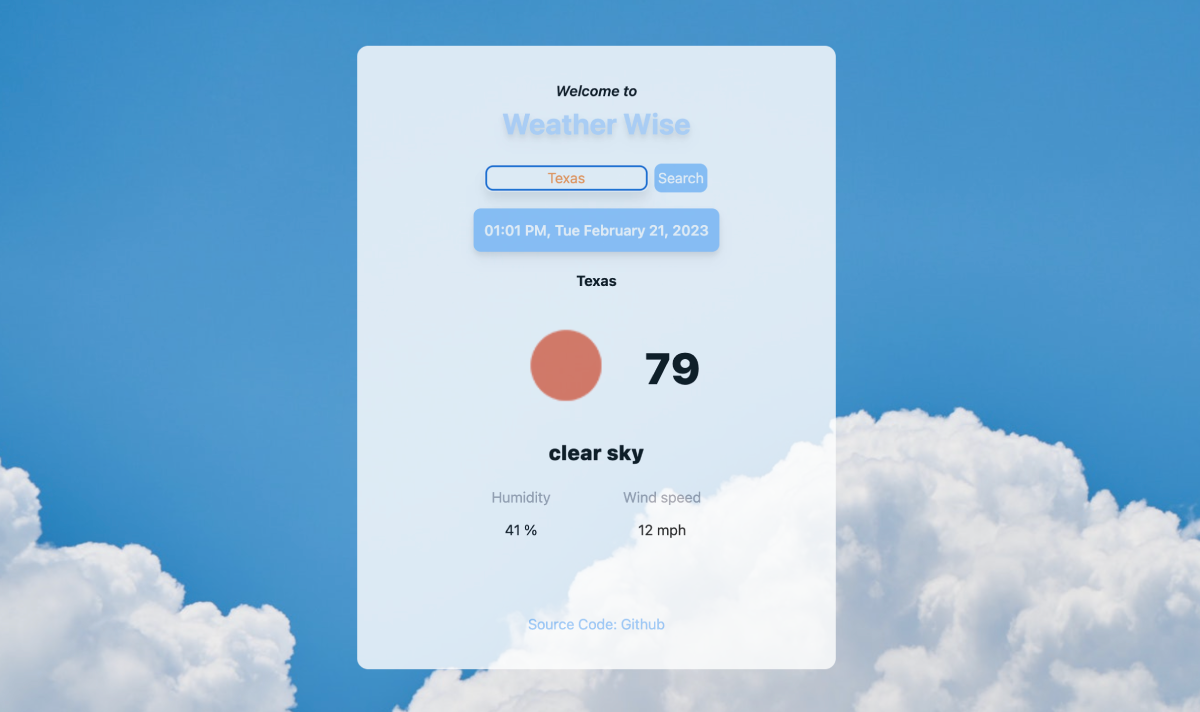 Welcome to
Weather Wise
Texas Search
01:01 PM, Tue February 21, 2023
Texas
79
clear sky
Humidity Wind speed
41 % 12 mph
Source Code: Github